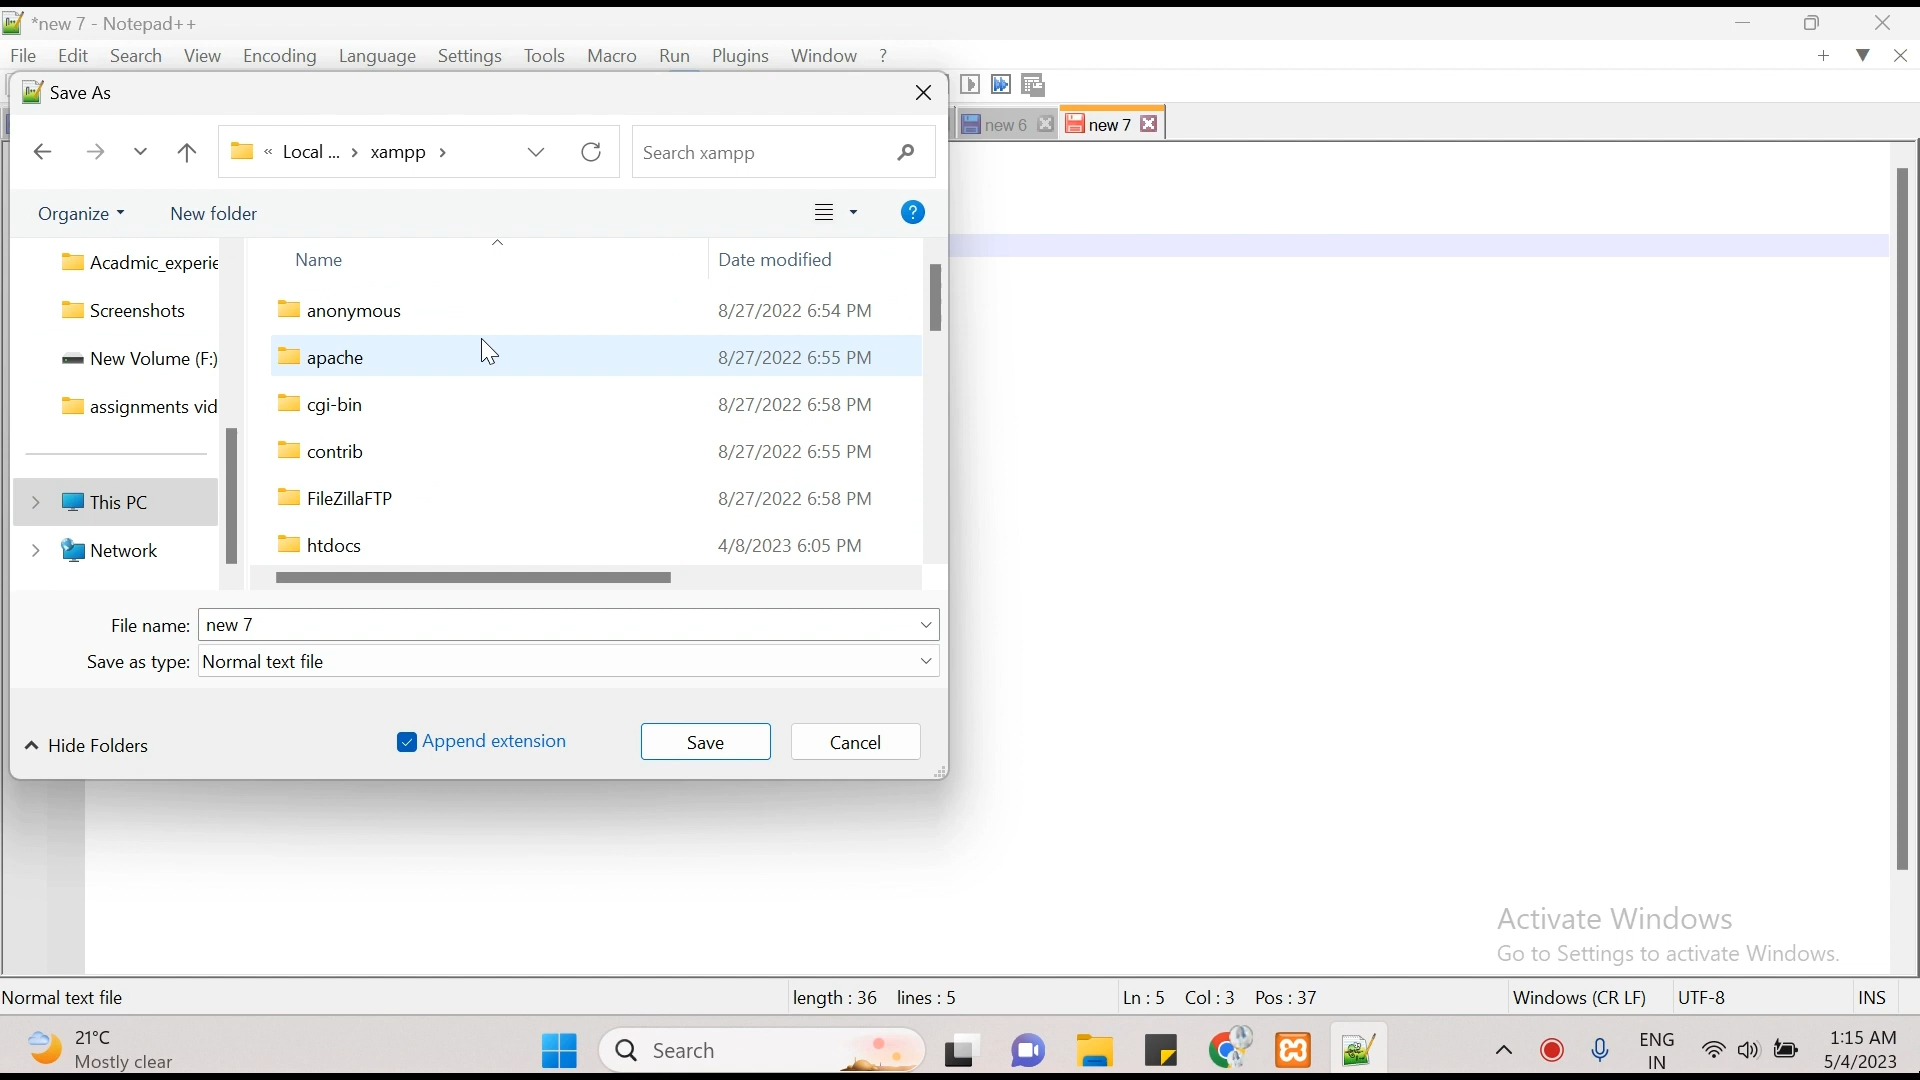 *new 7 - Notepad++
File Edit Search View Encoding Language Settings Tools Macro Run Plugins Window ?
Save As
new 6 new 7
« Local ... > xampp >
Search xampp
Organize New folder
Name Date modified
Acadmic_experie
Screenshots
New Volume (F:)
assignments vid
This PC
Network
anonymous 8/27/2022 6:54 PM
apache 8/27/2022 6:55 PM
cgi-bin 8/27/2022 6:58 PM
contrib 8/27/2022 6:55 PM
FileZillaFTP 8/27/2022 6:58 PM
htdocs 4/8/2023 6:05 PM
File name: new 7
Save as type: Normal text file
Hide Folders Append extension Save Cancel
Activate Windows
Go to Settings to activate Windows.
Normal text file length : 36 lines : 5 Ln : 5 Col : 3 Pos : 37 Windows (CR LF) UTF-8 INS
21°C
Mostly clear
Search
ENG
IN
1:15 AM
5/4/2023